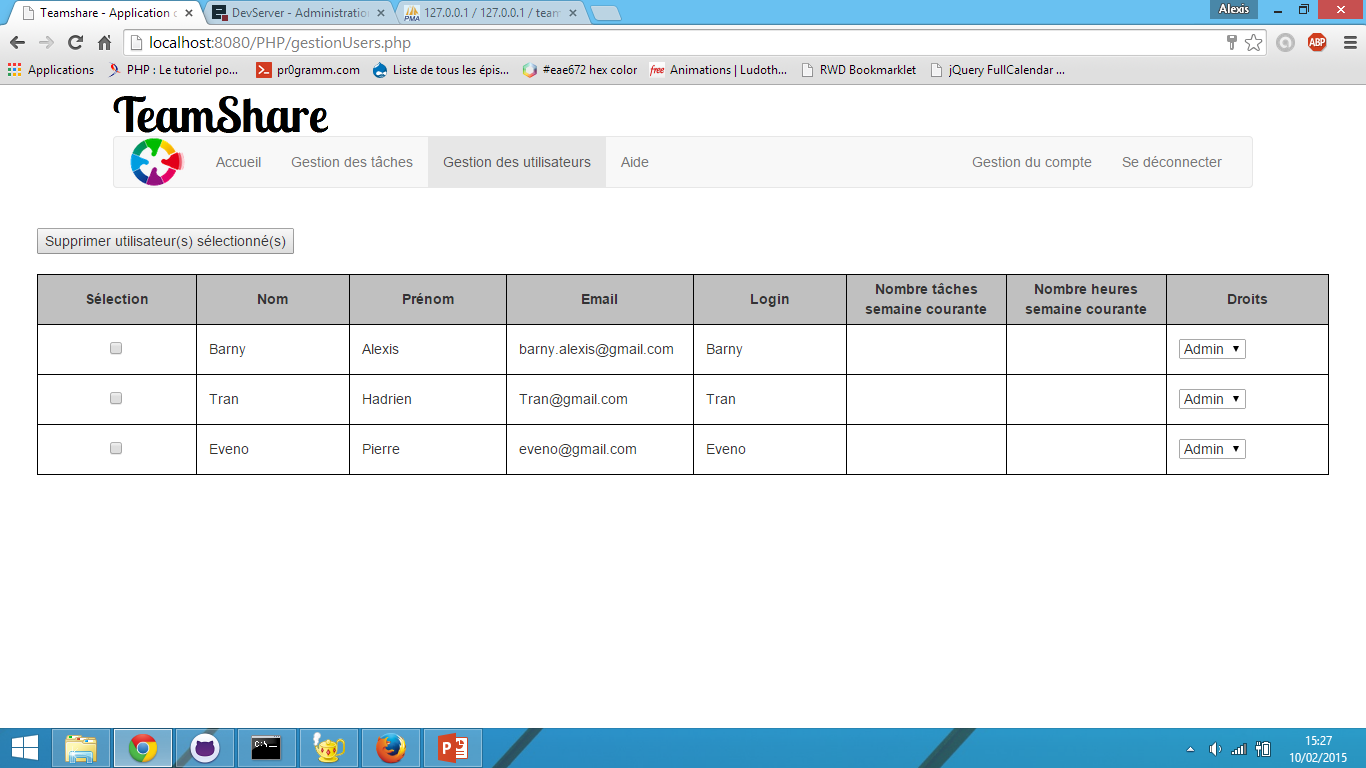 Teamshare - Application d
DevServer - Administratio
127.0.0.1 / 127.0.0.1 / team
Alexis
localhost:8080/PHP/gestionUsers.php
ABP
Applications
PHP : Le tutoriel po...
pr0gramm.com
Liste de tous les épis...
#eae672 hex color
free
Animations | Ludoth...
RWD Bookmarklet
jQuery FullCalendar ...
TeamShare
Accueil
Gestion des tâches
Gestion des utilisateurs
Aide
Gestion du compte
Se déconnecter
Supprimer utilisateur(s) sélectionné(s)
Sélection
Nom
Prénom
Email
Login
Nombre tâches
semaine courante
Nombre heures
semaine courante
Droits
Barny
Alexis
barny.alexis@gmail.com
Barny
Admin
Tran
Hadrien
Tran@gmail.com
Tran
Admin
Eveno
Pierre
eveno@gmail.com
Eveno
Admin
15:27
10/02/2015